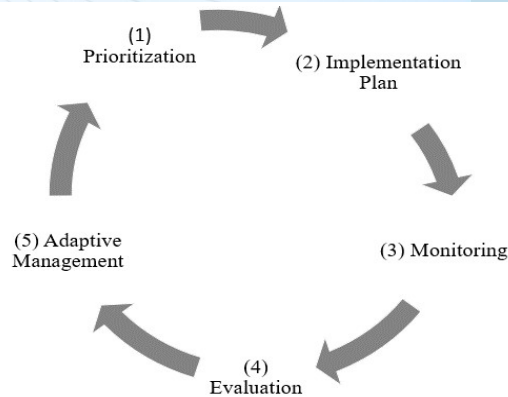 (1)
Prioritization
(2) Implementation
Plan
(3) Monitoring
(4)
Evaluation
(5) Adaptive
Management